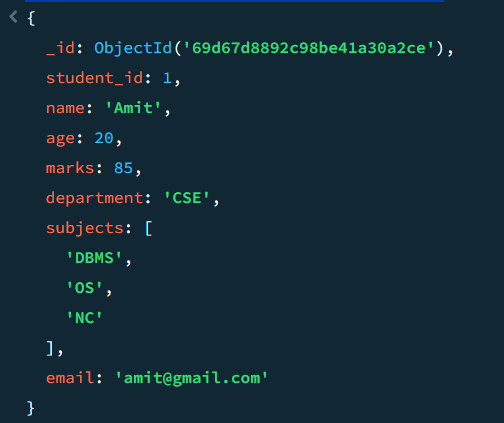 {
_id: ObjectId('69d67d8892c98be41a30a2ce'),
student_id: 1,
name: 'Amit',
age: 20,
marks: 85,
department: 'CSE',
subjects: [
'DBMS',
'OS',
'NC'
],
email: 'amit@gmail.com'
}